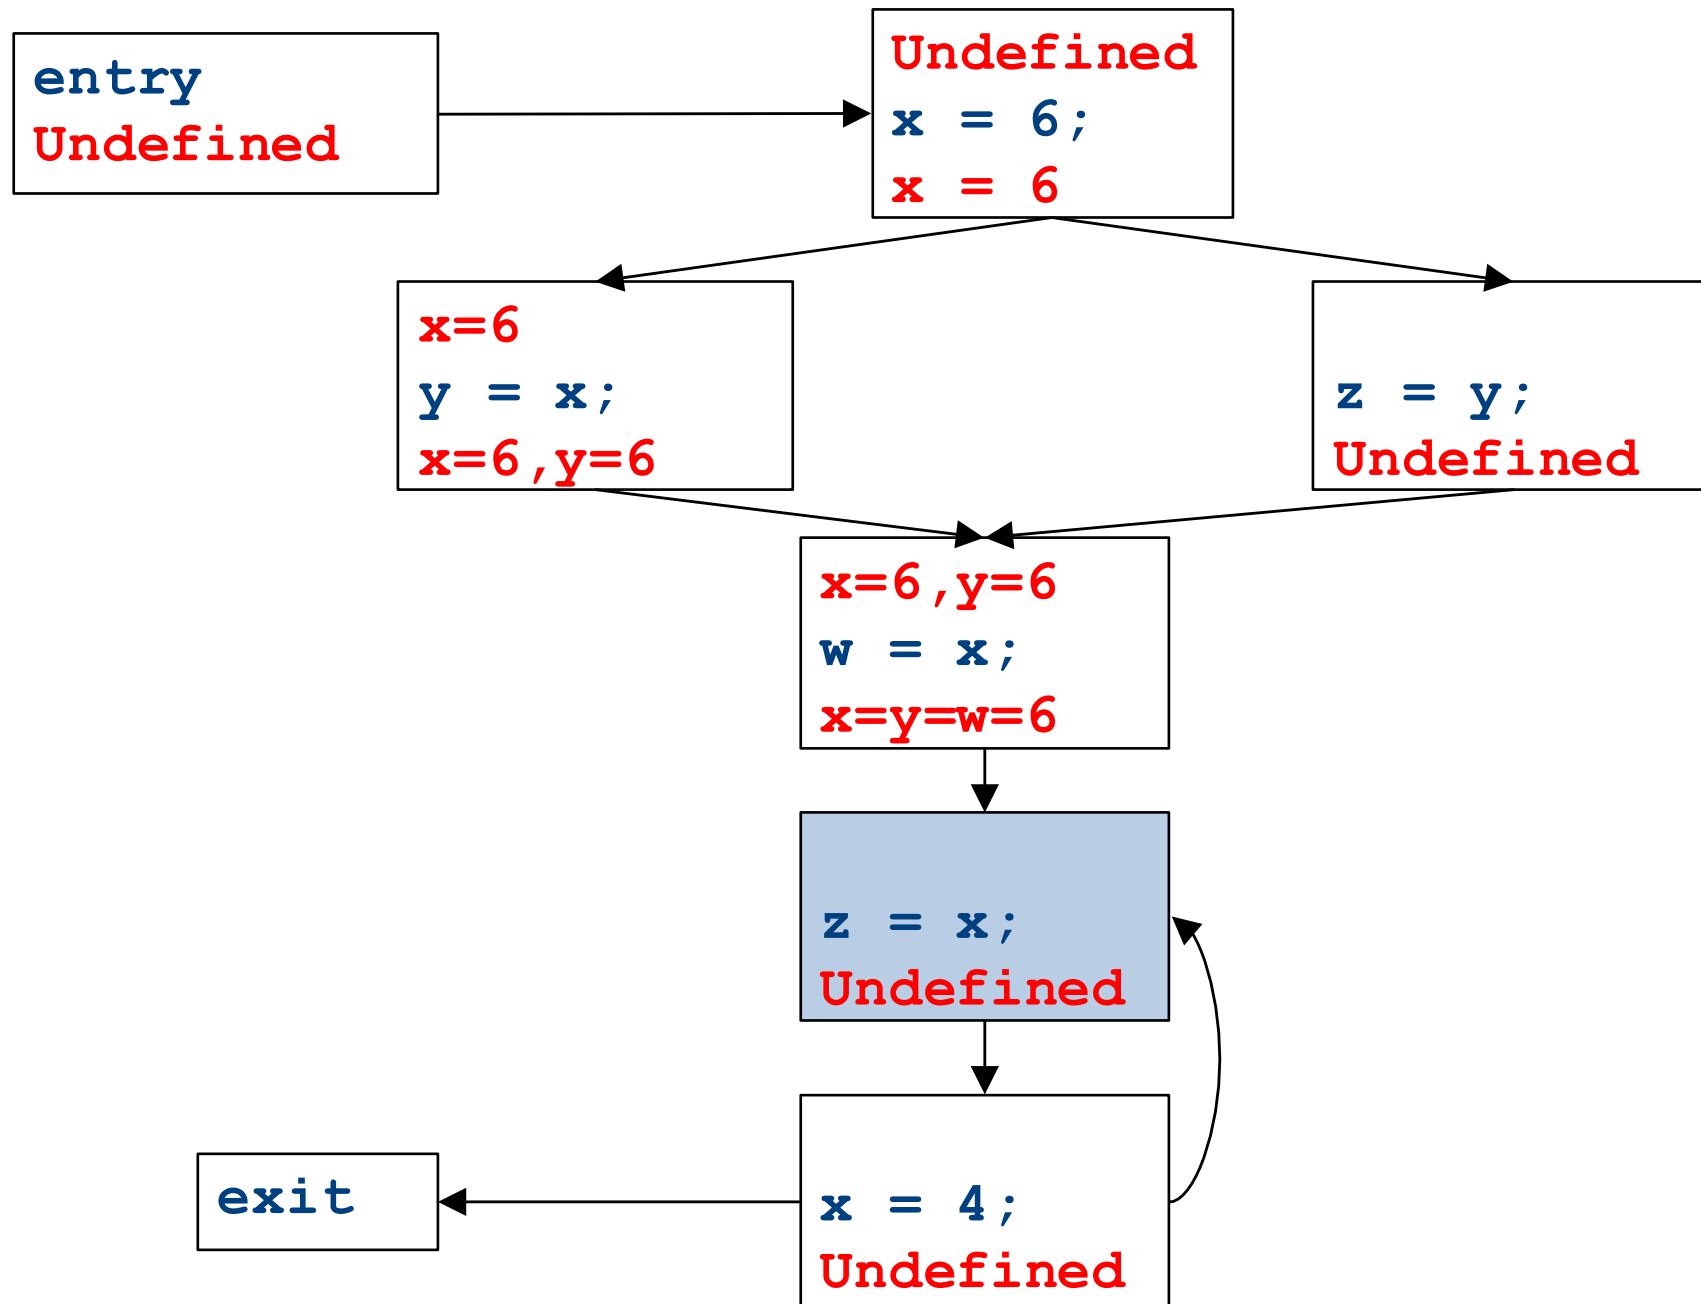 entry
Undefined
Undefined
x = 6;
x = 6
x=6
y = x;
x=6,y=6
z = y;
Undefined
x=6,y=6
w = x;
x=y=w=6
z = x;
Undefined
x = 4;
Undefined
exit